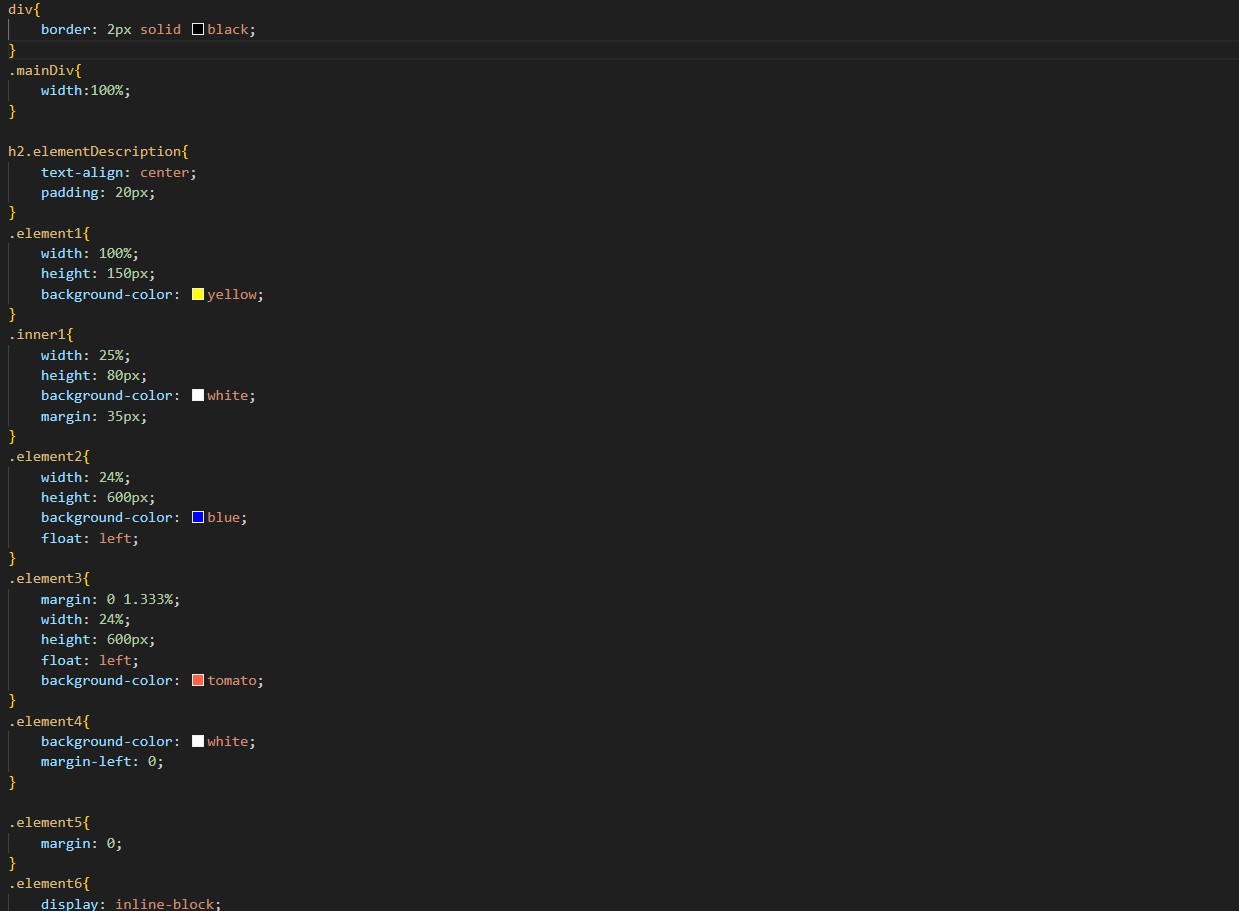 div{
    border: 2px solid black;
}
.mainDiv{
    width:100%;
}

h2.elementDescription{
    text-align: center;
    padding: 20px;
}
.element1{
    width: 100%;
    height: 150px;
    background-color: yellow;
}
.inner1{
    width: 25%;
    height: 80px;
    background-color: white;
    margin: 35px;
}
.element2{
    width: 24%;
    height: 600px;
    background-color: blue;
    float: left;
}
.element3{
    margin: 0 1.333%;
    width: 24%;
    height: 600px;
    float: left;
    background-color: tomato;
}
.element4{
    background-color: white;
    margin-left: 0;
}

.element5{
    margin: 0;
}
.element6{
    display: inline-block;